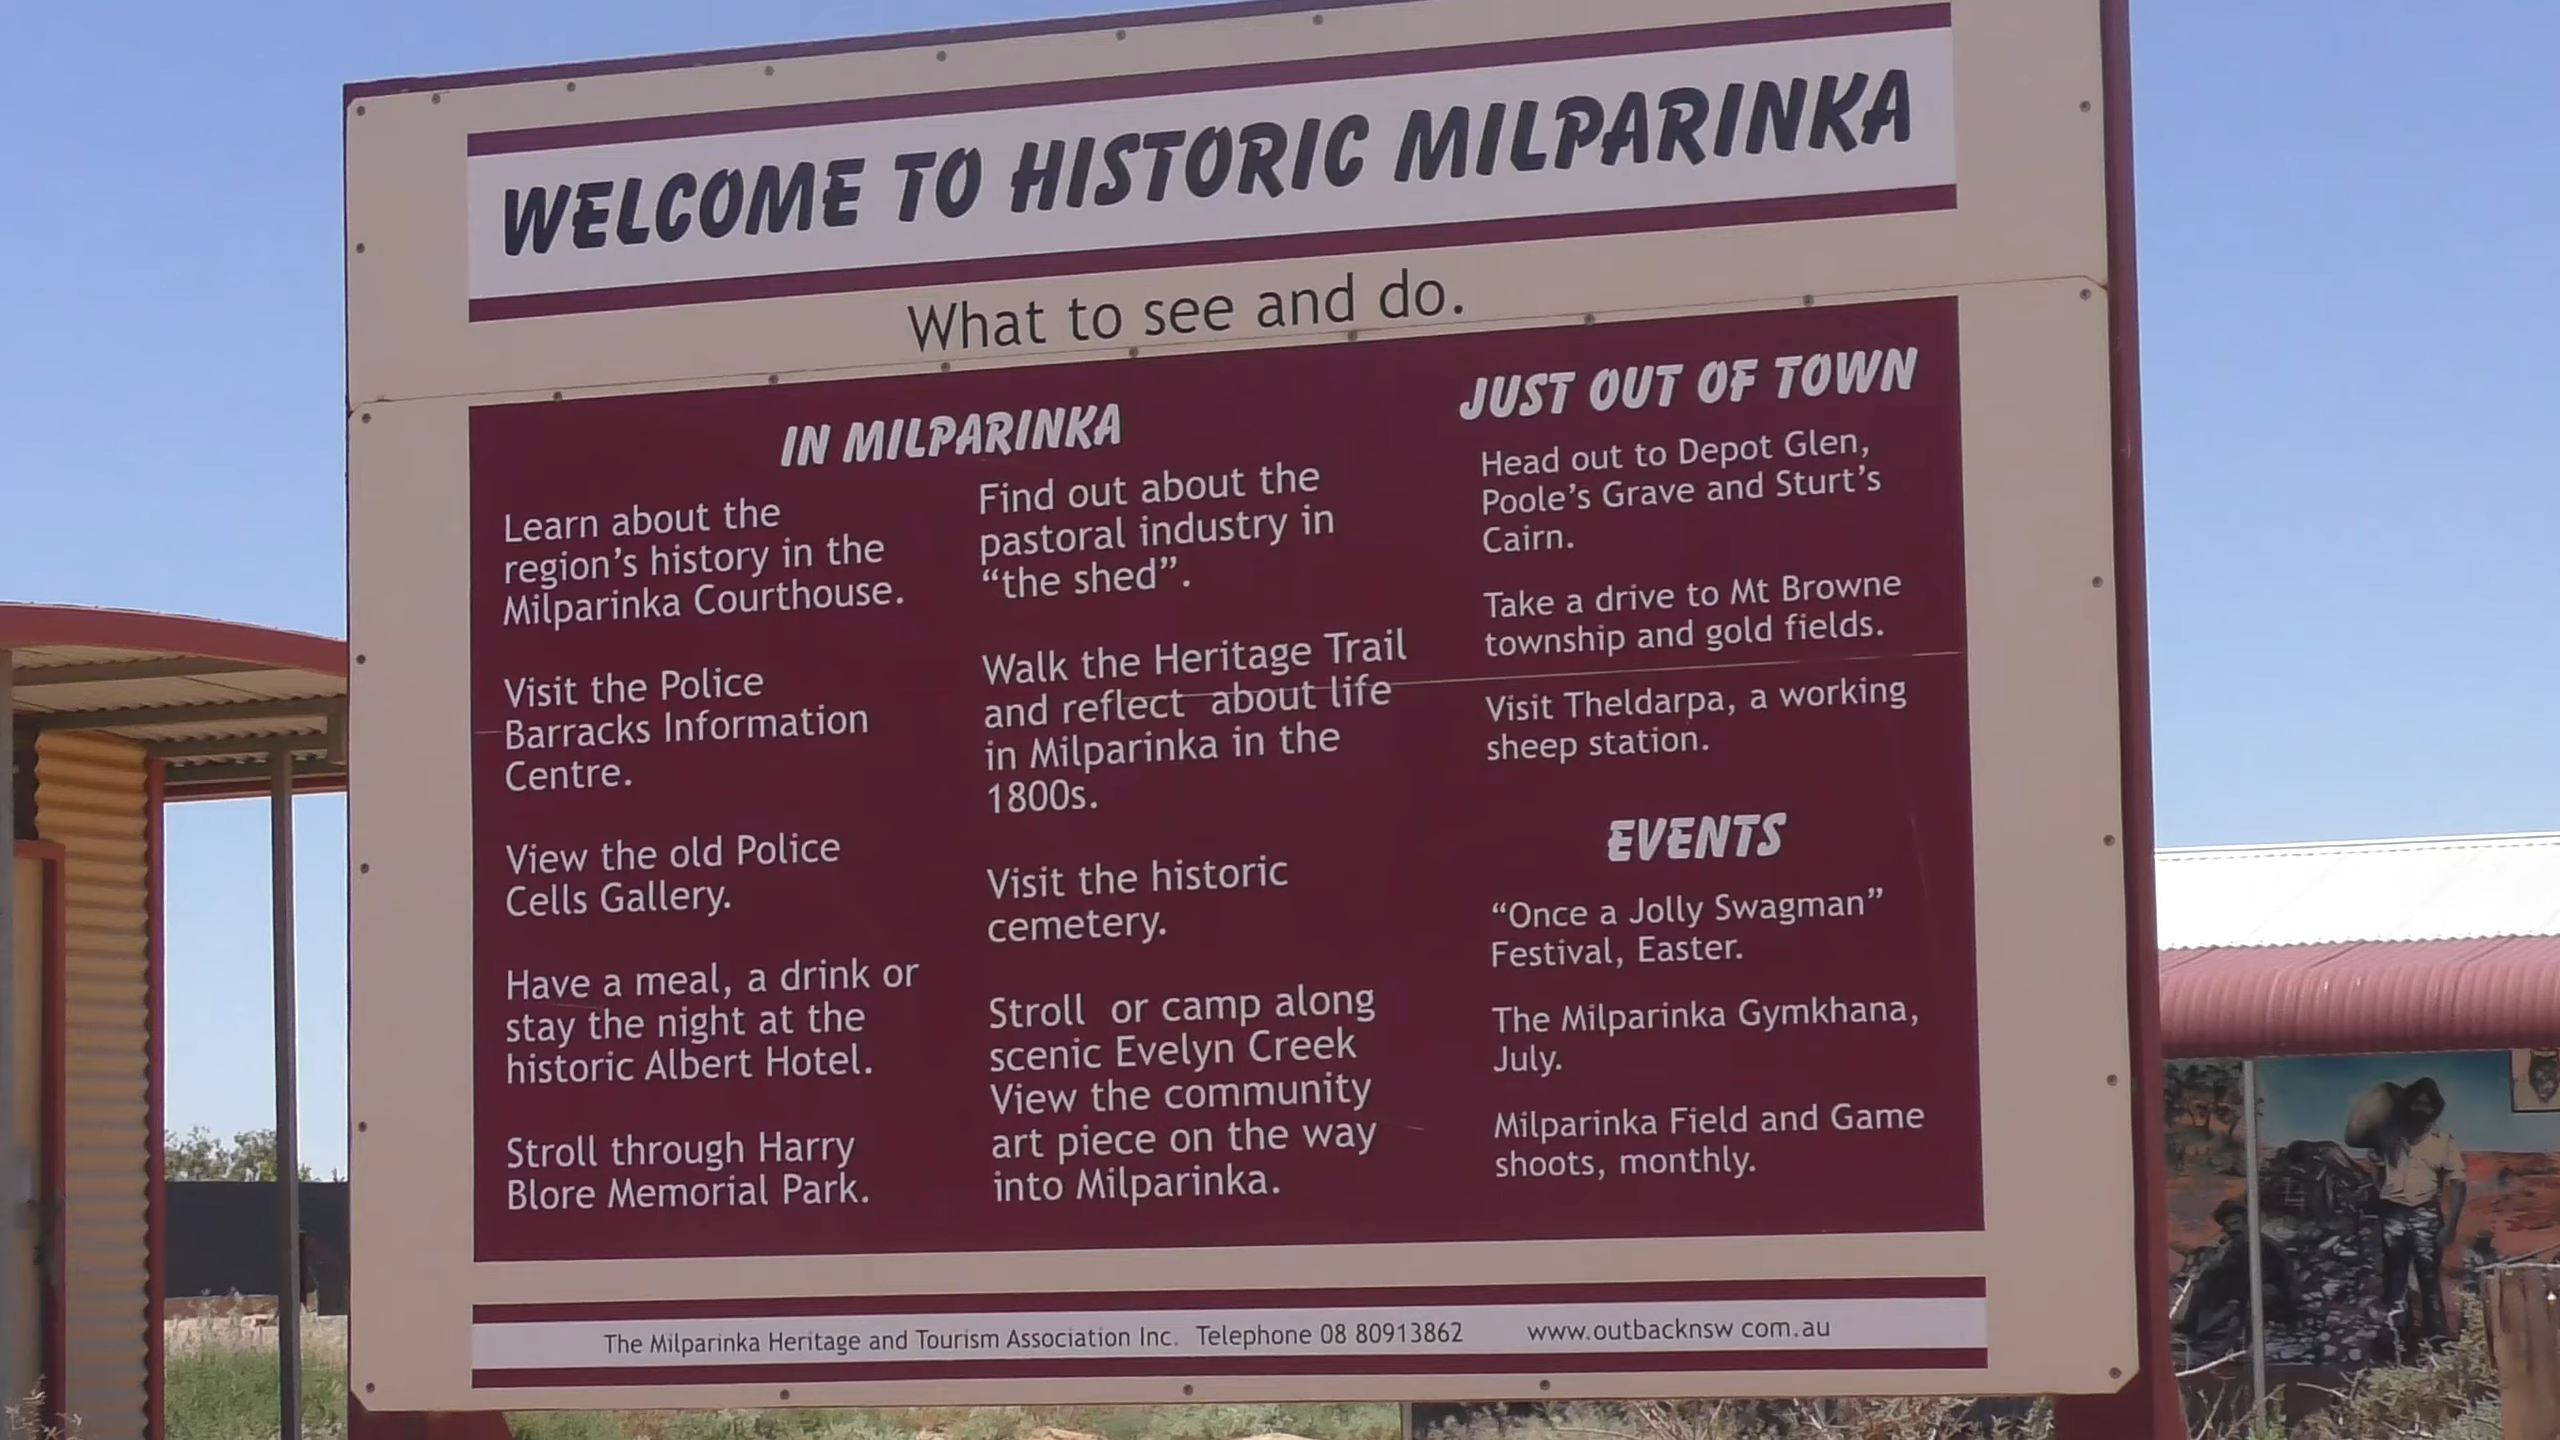 WELCOME TO HISTORIC MILPARINKA
What to see and do.
IN MILPARINKA
Learn about the
region's history in the
Milparinka Courthouse.
Visit the Police
Barracks Information
Centre.
View the old Police
Cells Gallery.
Have a meal, a drink or
stay the night at the
historic Albert Hotel.
Stroll through Harry
Blore Memorial Park.
Find out about the
pastoral industry in
“the shed”.
Walk the Heritage Trail
and reflect  about life
in Milparinka in the
1800s.
Visit the historic
cemetery.
Stroll  or camp along
scenic Evelyn Creek
View the community
art piece on the way
into Milparinka.
JUST OUT OF TOWN
Head out to Depot Glen,
Poole's Grave and Sturt's
Cairn.
Take a drive to Mt Browne
township and gold fields.
Visit Theldarpa, a working
sheep station.
EVENTS
“Once a Jolly Swagman”
Festival, Easter.
The Milparinka Gymkhana,
July.
Milparinka Field and Game
shoots, monthly.
The Milparinka Heritage and Tourism Association Inc.  Telephone 08 80913862  www.outbacknsw com.au